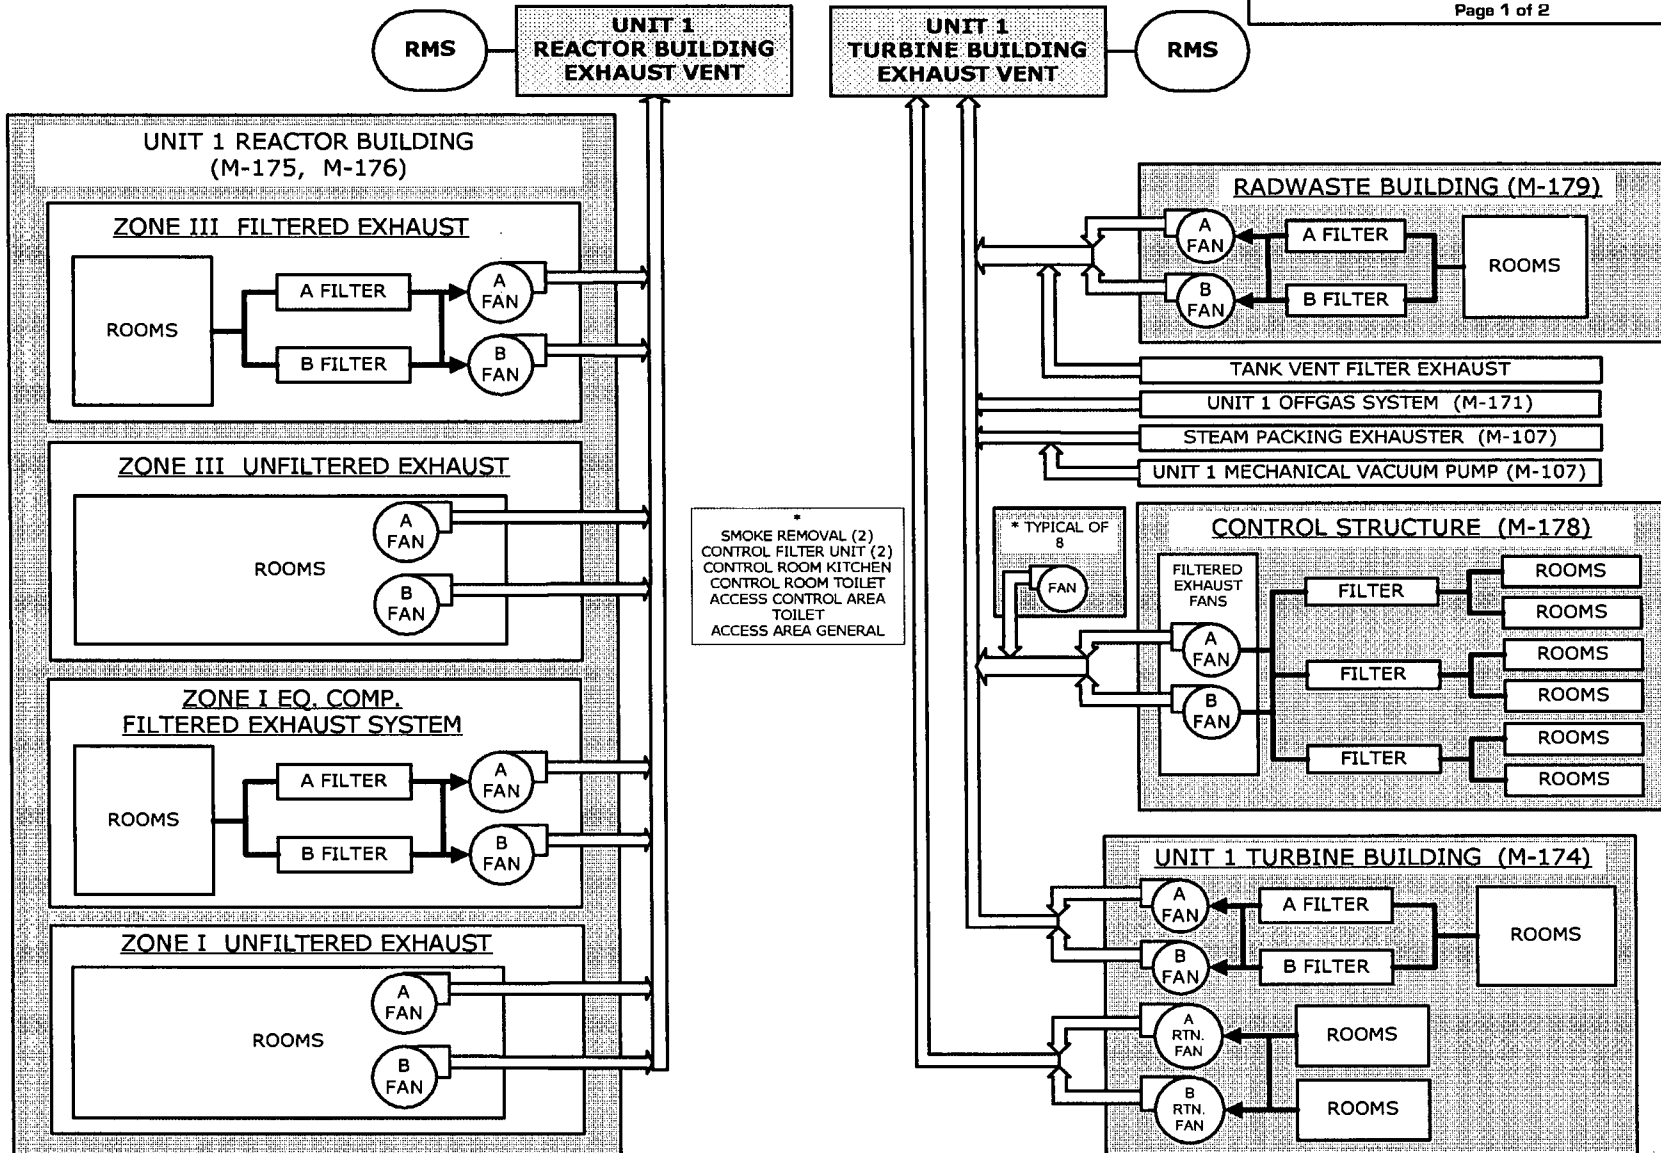 Page 1 of 2
RMS
UNIT 1
REACTOR BUILDING
EXHAUST VENT
UNIT 1
TURBINE BUILDING
EXHAUST VENT
RMS
UNIT 1 REACTOR BUILDING
(M-175, M-176)
ZONE III FILTERED EXHAUST
ROOMS
A FILTER
B FILTER
A
FAN
B
FAN
ZONE III UNFILTERED EXHAUST
ROOMS
A
FAN
B
FAN
ZONE I EQ. COMP.
FILTERED EXHAUST SYSTEM
ROOMS
A FILTER
B FILTER
A
FAN
B
FAN
ZONE I UNFILTERED EXHAUST
ROOMS
A
FAN
B
FAN
*
SMOKE REMOVAL (2)
CONTROL FILTER UNIT (2)
CONTROL ROOM KITCHEN
CONTROL ROOM TOILET
ACCESS CONTROL AREA
TOILET
ACCESS AREA GENERAL
RADWASTE BUILDING (M-179)
A
FAN
B
FAN
A FILTER
B FILTER
ROOMS
TANK VENT FILTER EXHAUST
UNIT 1 OFFGAS SYSTEM (M-171)
STEAM PACKING EXHAUSTER (M-107)
UNIT 1 MECHANICAL VACUUM PUMP (M-107)
* TYPICAL OF
8
FAN
CONTROL STRUCTURE (M-178)
FILTERED
EXHAUST
FANS
A
FAN
B
FAN
FILTER
FILTER
FILTER
ROOMS
ROOMS
ROOMS
ROOMS
ROOMS
ROOMS
UNIT 1 TURBINE BUILDING (M-174)
A
FAN
B
FAN
A FILTER
B FILTER
ROOMS
A
RTN.
FAN
B
RTN.
FAN
ROOMS
ROOMS